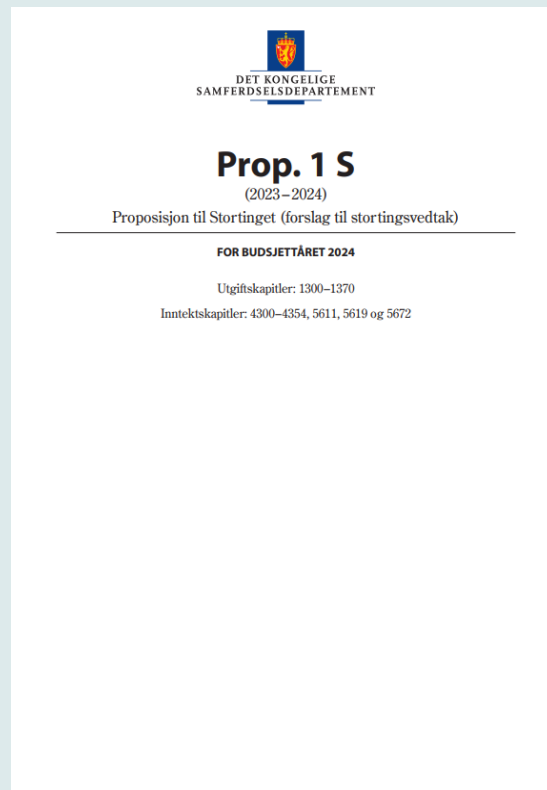 DET KONGELIGE
SAMFERDSELSDEPARTEMENT
Prop. 1 S
(2023–2024)
Proposisjon til Stortinget (forslag til stortingsvedtak)
FOR BUDSJETTÅRET 2024
Utgiftskapitler: 1300–1370
Inntektskapitler: 4300–4354, 5611, 5619 og 5672